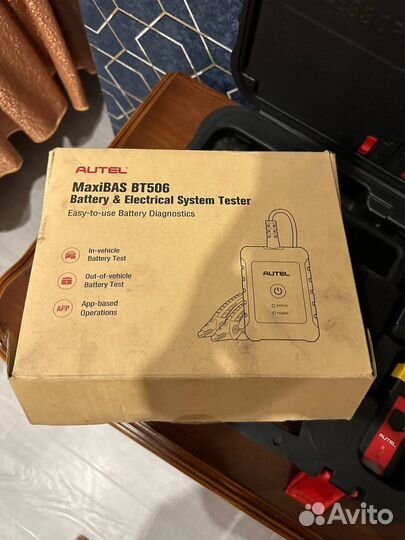 AUTEL
MaxiBAS BT506
Battery & Electrical System Tester
Easy-to-use Battery Diagnostics
In-vehicle
Battery Test
Out-of-vehicle
Battery Test
APP
App-based
Operations
AUTEL
STATUS
POWER
AUTEL
Avito